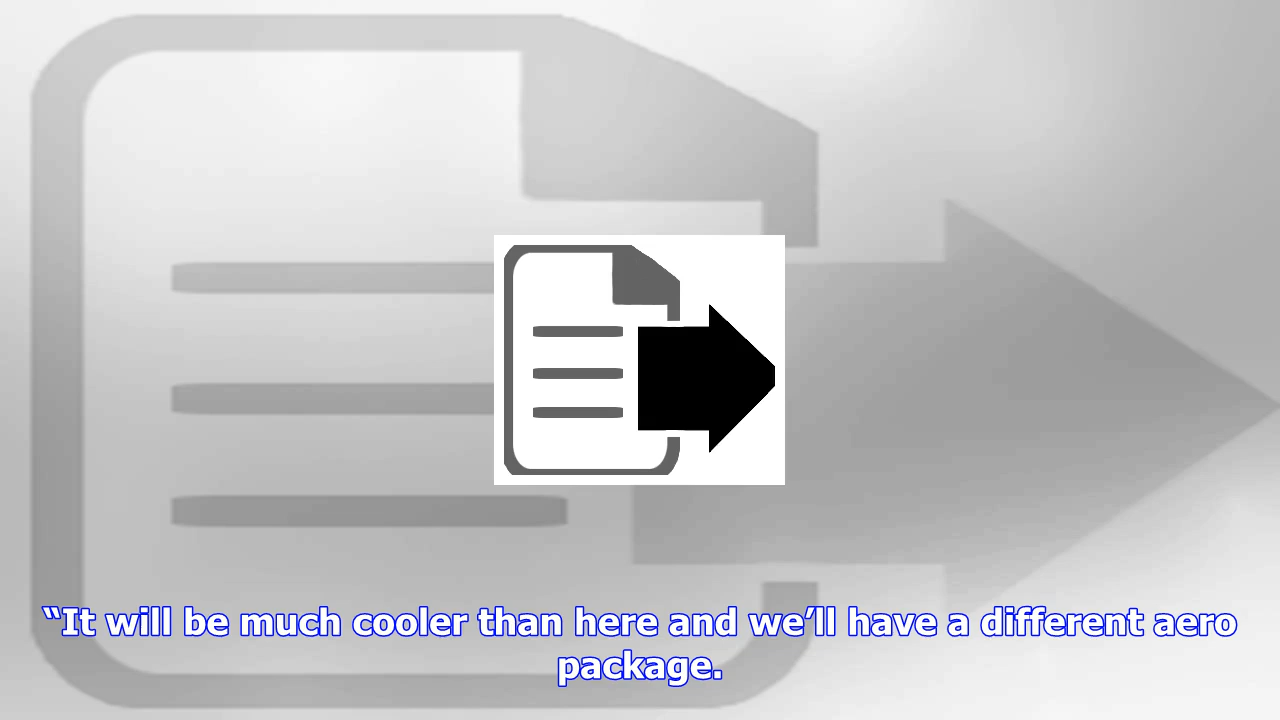 “It will be much cooler than here and we’ll have a different aero
package.